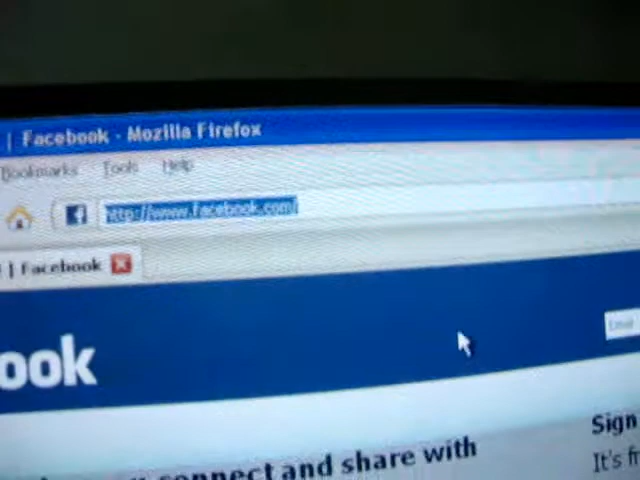 | Facebook - Mozilla Firefox
Bookmarks Tools Help
http://www.facebook.com/
| Facebook
ook
Email
connect and share with
Sign
It's fr